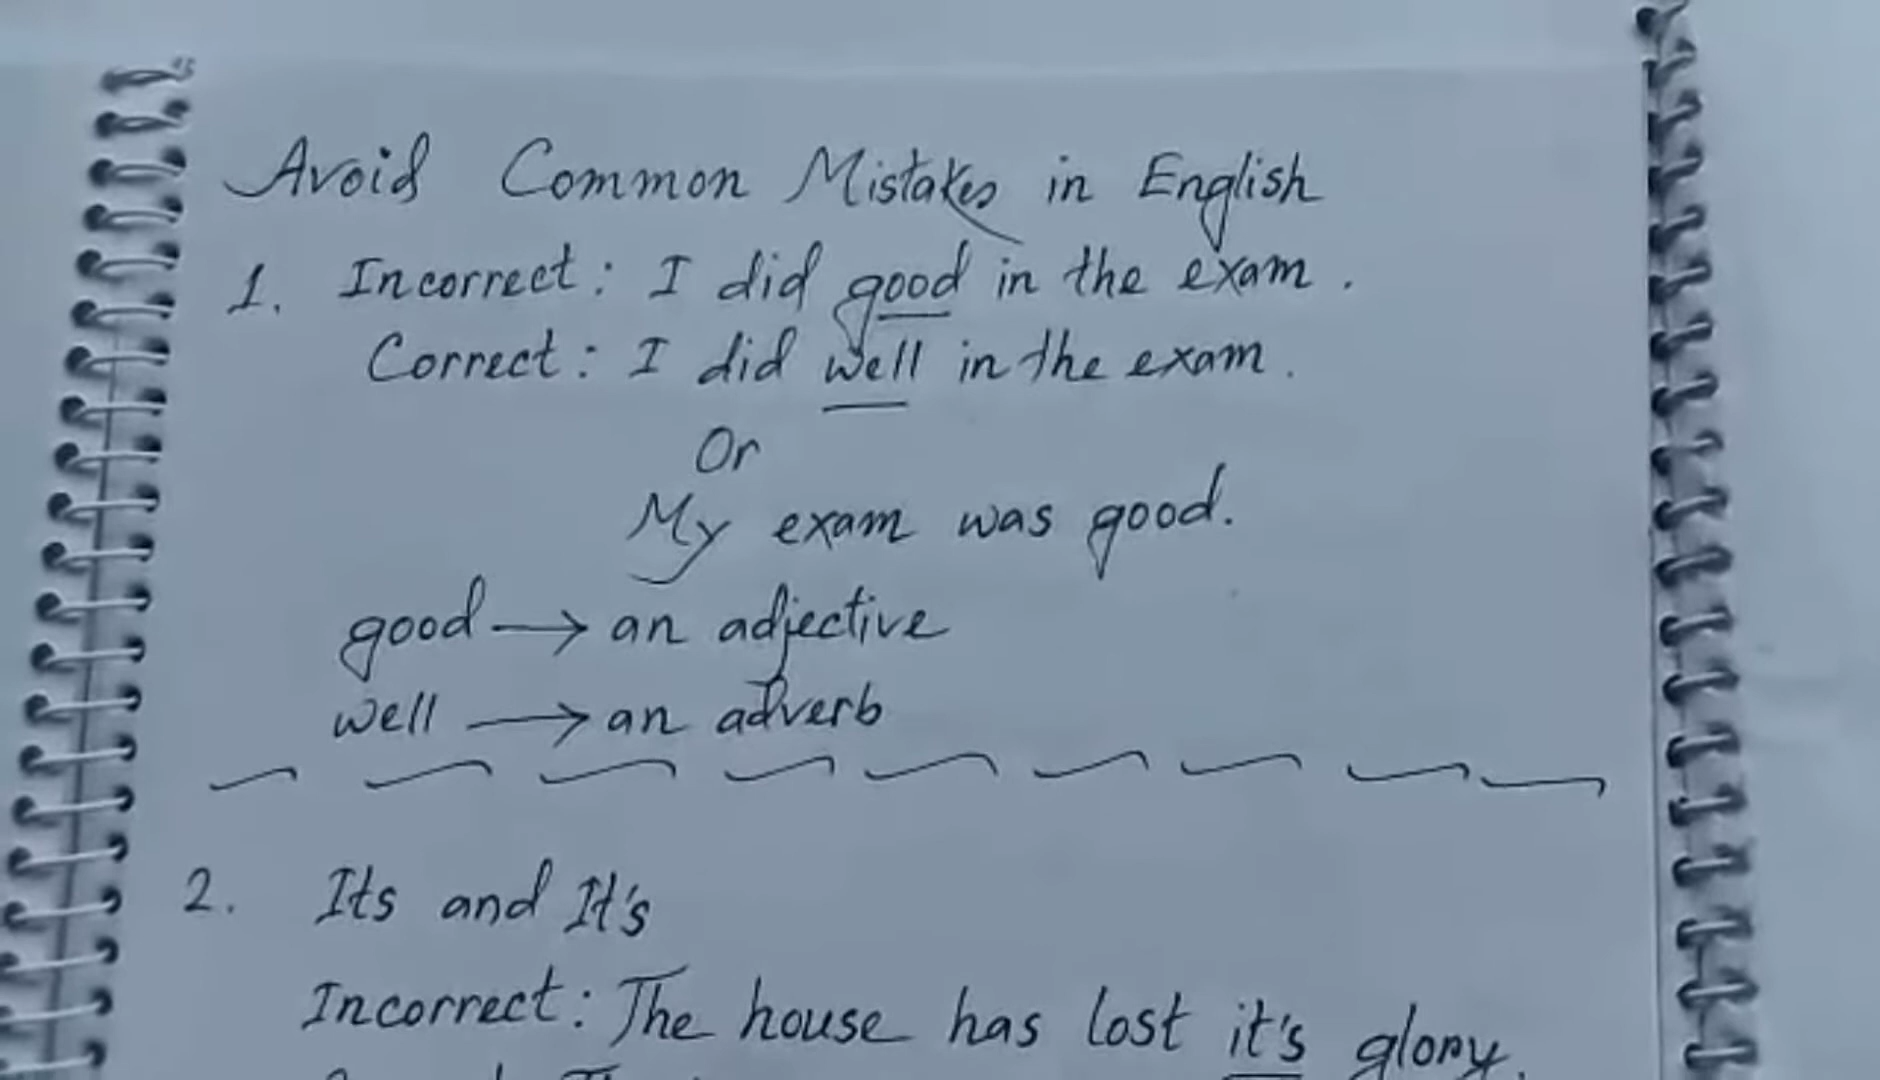 Avoid Common Mistakes in English
1. Incorrect: I did good in the exam.
Correct: I did well in the exam.
Or
My exam was good.
good → an adjective
well → an adverb
2. Its and It's
Incorrect: The house has lost it's glory.